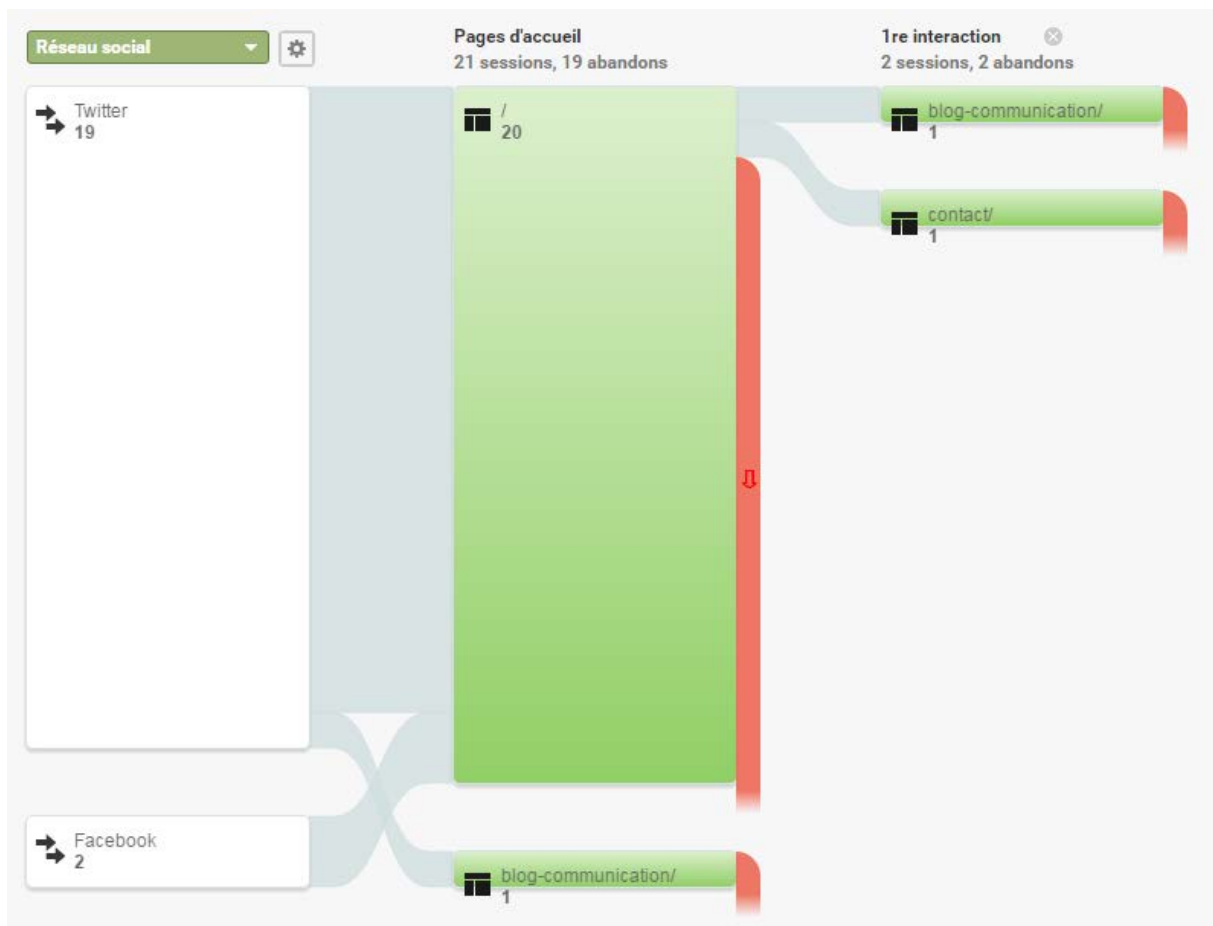 Réseau social
Pages d'accueil
21 sessions, 19 abandons
1re interaction
2 sessions, 2 abandons
Twitter
19
/
20
blog-communication/
1
contact/
1
Facebook
2
blog-communication/
1